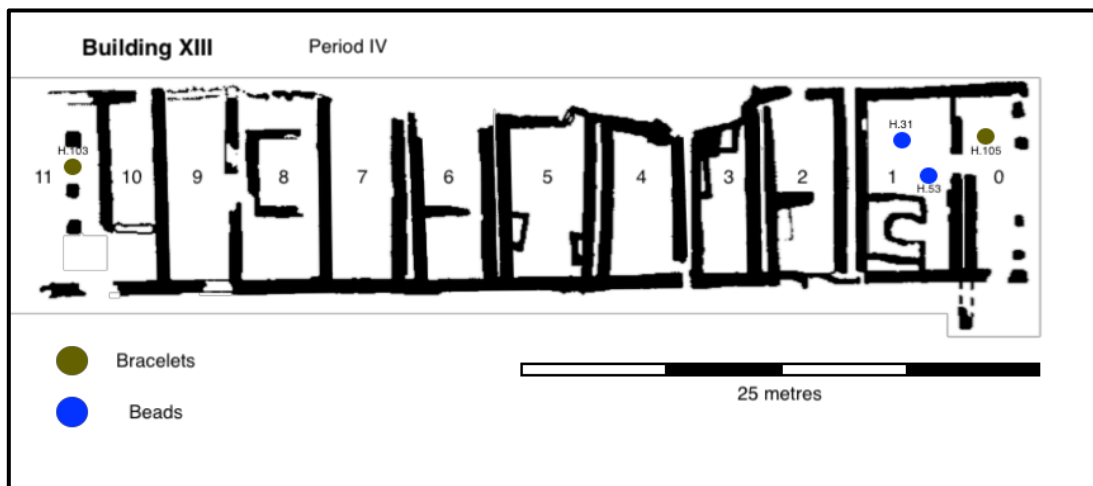 Building XIII Period IV
H.31
H.103 H.105
11 10 9 8 7 6 5 4 3 2 1 0
H.53
Bracelets
25 metres
Beads